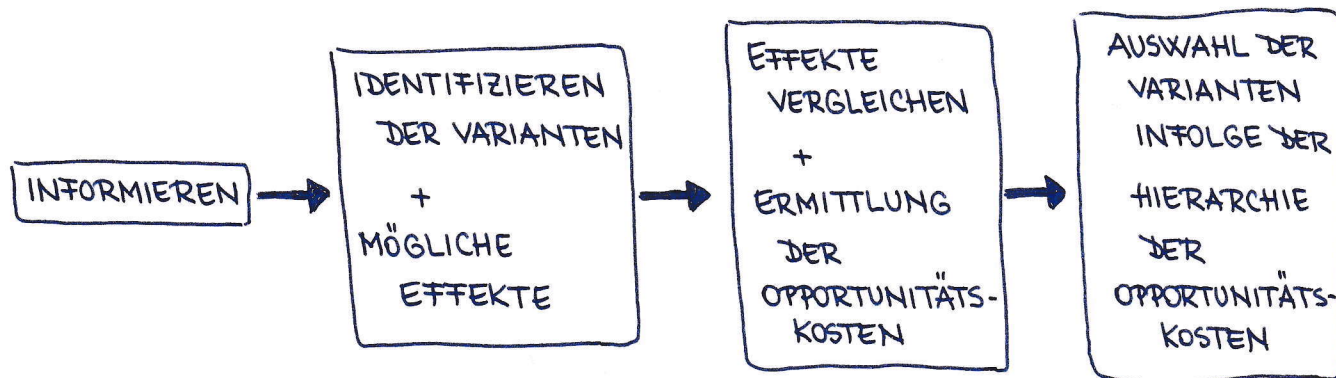 INFORMIEREN
IDENTIFIZIEREN
DER VARIANTEN
+
MÖGLICHE
EFFEKTE
EFFEKTE
VERGLEICHEN
+
ERMITTLUNG
DER
OPPORTUNITÄTS-
KOSTEN
AUSWAHL DER
VARIANTEN
INFOLGE DER
HIERARCHIE
DER
OPPORTUNITÄTS-
KOSTEN